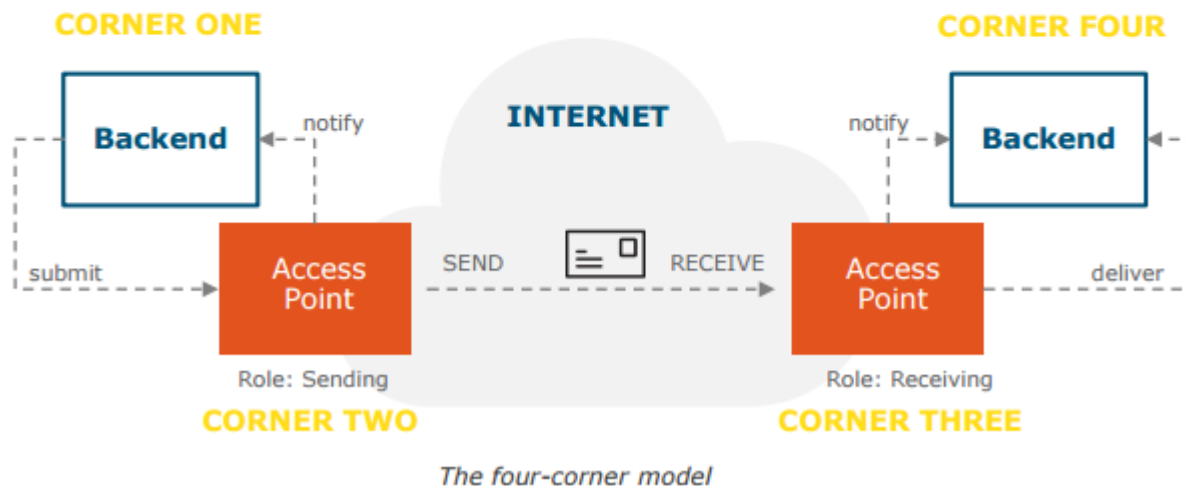 CORNER ONE
CORNER FOUR
Backend
notify
INTERNET
notify
Backend
submit
Access
Point
SEND
RECEIVE
Access
Point
deliver
Role: Sending
Role: Receiving
CORNER TWO
CORNER THREE
The four-corner model